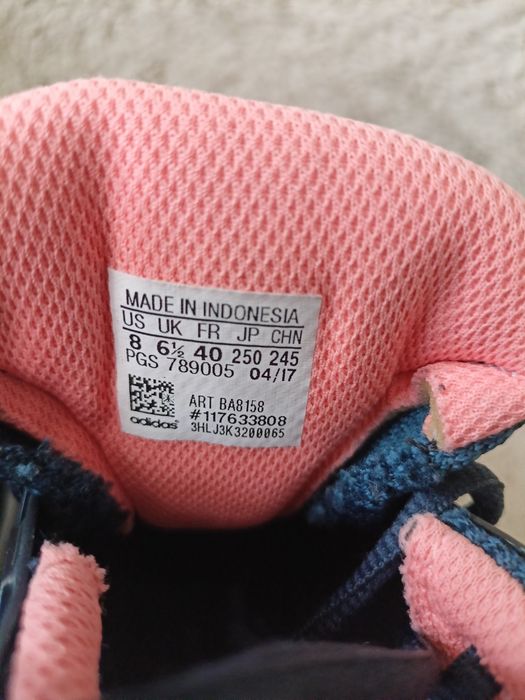 MADE IN INDONESIA
US UK FR JP CHN
8 6½ 40 250 245
PGS 789005 04/17
ART BA8158
#117633808
adidas 3HLJ3K3200065